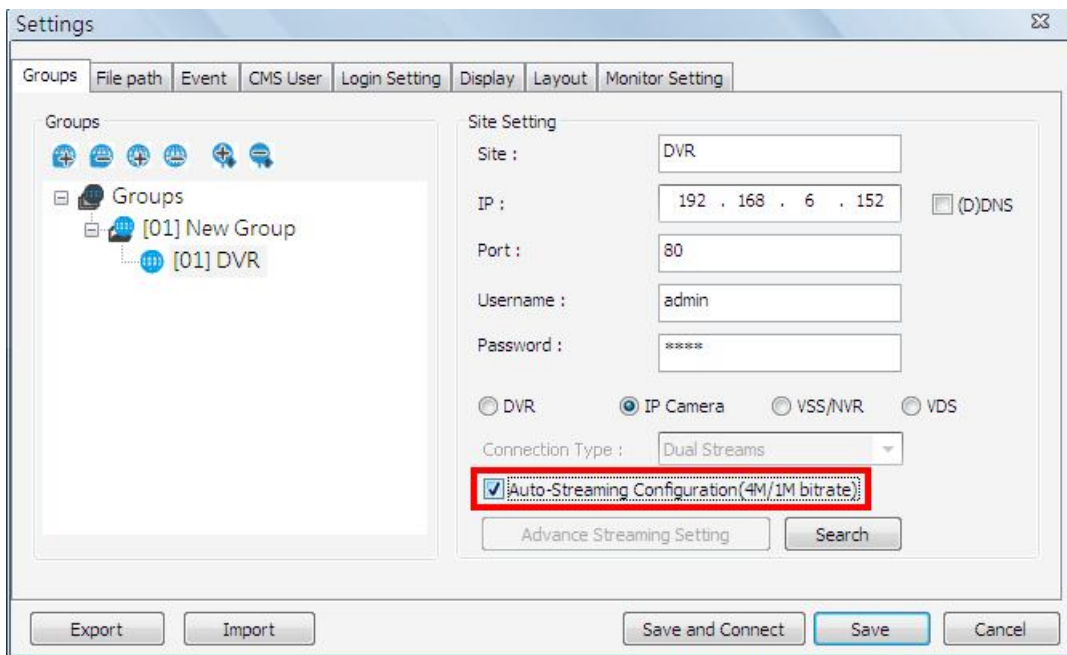 Settings
Groups File path Event CMS User Login Setting Display Layout Monitor Setting
Groups
Groups
[01] New Group
[01] DVR
Site Setting
Site : DVR
IP : 192 . 168 . 6 . 152 (D)DNS
Port : 80
Username : admin
Password : ****
DVR IP Camera VSS/NVR VDS
Connection Type : Dual Streams
Auto-Streaming Configuration(4M/1M bitrate)
Advance Streaming Setting Search
Export Import Save and Connect Save Cancel